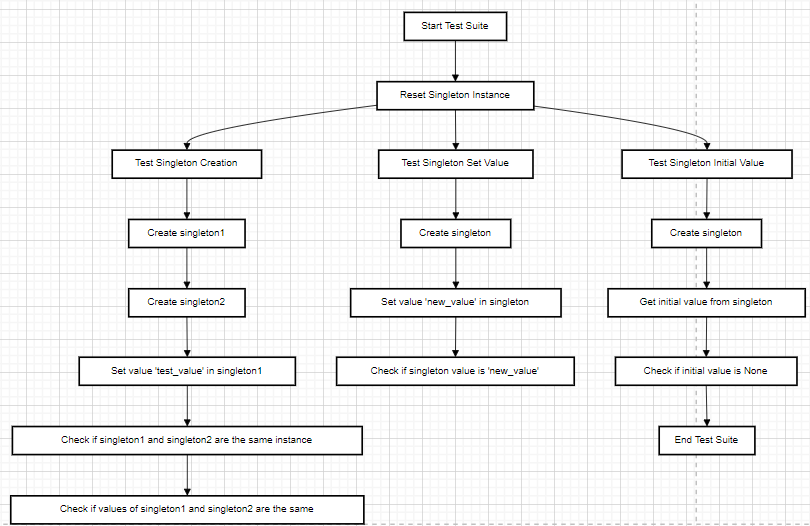 Start Test Suite
Reset Singleton Instance
Test Singleton Creation
Test Singleton Set Value
Test Singleton Initial Value
Create singleton1
Create singleton
Create singleton
Create singleton2
Set value 'new_value' in singleton
Get initial value from singleton
Set value 'test_value' in singleton1
Check if singleton value is 'new_value'
Check if initial value is None
Check if singleton1 and singleton2 are the same instance
End Test Suite
Check if values of singleton1 and singleton2 are the same